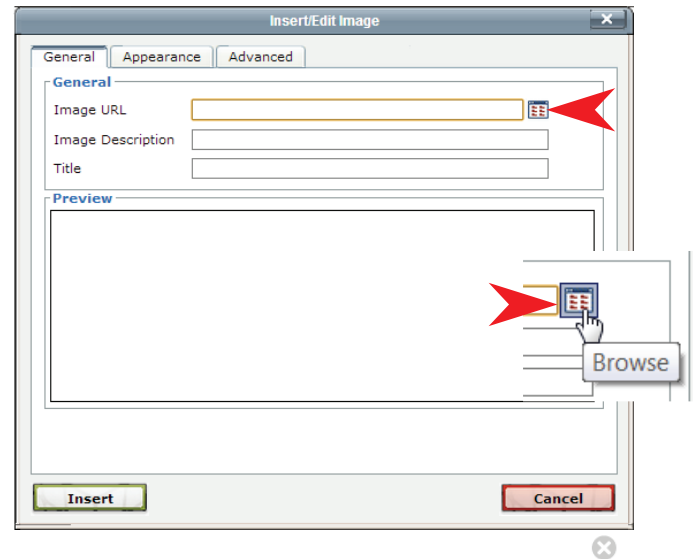 Insert/Edit Image
General Appearance Advanced
General
Image URL
Image Description
Title
Preview
Browse
Insert Cancel